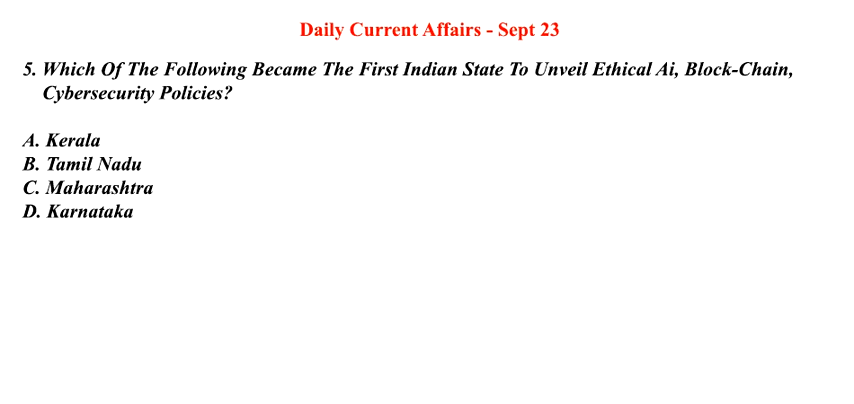 Daily Current Affairs - Sept 23
5. Which Of The Following Became The First Indian State To Unveil Ethical Ai, Block-Chain,
Cybersecurity Policies?
A. Kerala
B. Tamil Nadu
C. Maharashtra
D. Karnataka